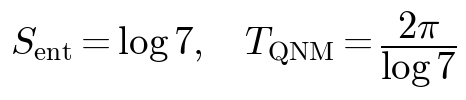 S_ent = log 7, T_QNM = 2π / log 7